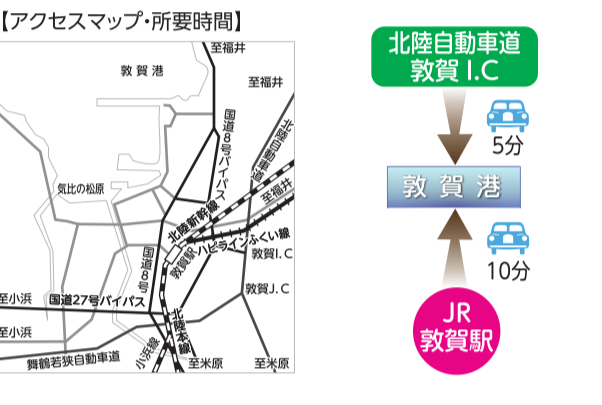 【アクセスマップ・所要時間】
至福井
敦賀港
至福井
国道8号バイパス
北陸自動車道
気比の松原
至福井
北陸新幹線
ハピラインふくい線
敦賀駅
敦賀I.C
国道8号
敦賀J.C
至小浜
国道27号バイパス
北陸本線
至小浜
小浜線
舞鶴若狭自動車道
至米原
至米原
北陸自動車道
敦賀I.C
5分
敦賀港
10分
JR
敦賀駅